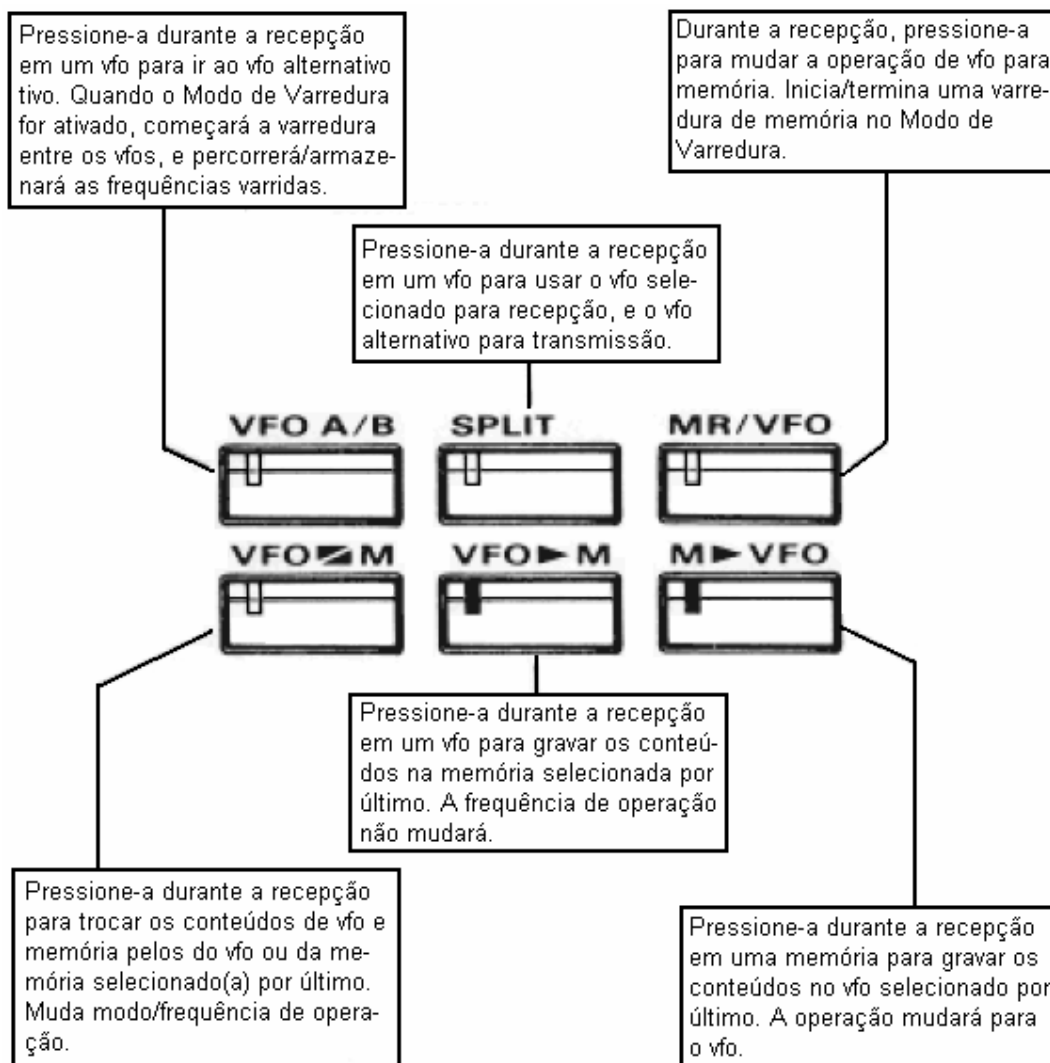 Pressione-a durante a recepção
em um vfo para ir ao vfo alternativo
tivo. Quando o Modo de Varredura
for ativado, começará a varredura
entre os vfos, e percorrerá/armaze-
nará as frequências varridas.
Durante a recepção, pressione-a
para mudar a operação de vfo para
memória. Inicia/termina uma varre-
dura de memória no Modo de
Varredura.
Pressione-a durante a recepção
em um vfo para usar o vfo sele-
cionado para recepção, e o vfo
alternativo para transmissão.
VFO A/B
SPLIT
MR/VFO
VFO M
VFO►M
M►VFO
Pressione-a durante a recepção
em um vfo para gravar os conteú-
dos na memória selecionada por
último. A frequência de operação
não mudará.
Pressione-a durante a recepção
para trocar os conteúdos de vfo e
memória pelos do vfo ou da me-
mória selecionado(a) por último.
Muda modo/frequência de opera-
ção.
Pressione-a durante a recepção
em uma memória para gravar os
conteúdos no vfo selecionado por
último. A operação mudará para
o vfo.